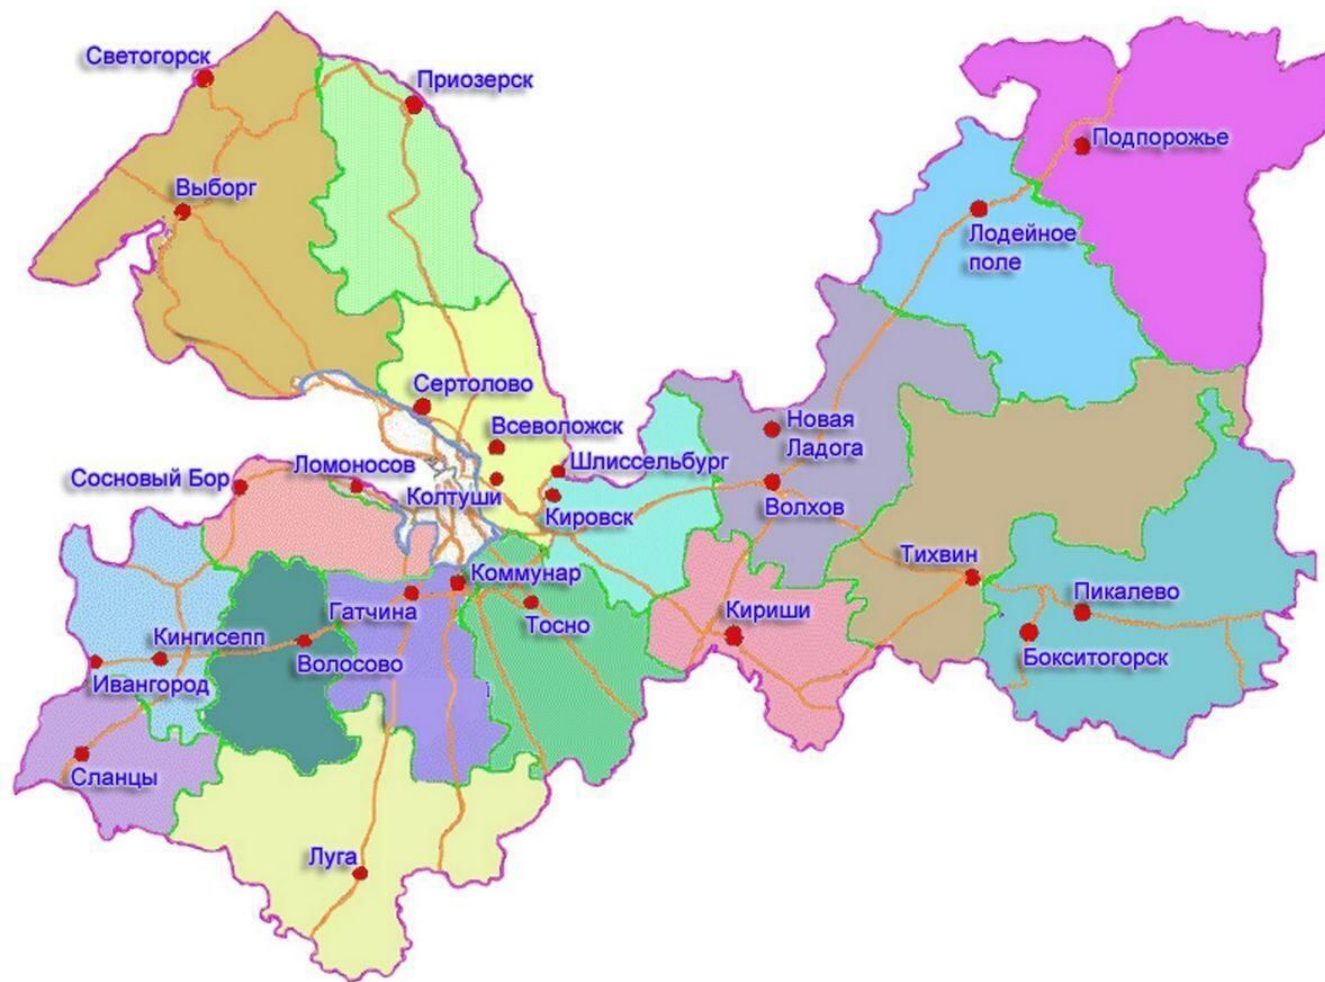 Светогорск
Приозерск
Подпорожье
Выборг
Лодейное
поле
Сертолово
Новая
Ладога
Всеволожск
Шлиссельбург
Ломоносов
Сосновый Бор
Колтуши
Кировск
Волхов
Тихвин
Коммунар
Гатчина
Пикалево
Кириши
Тосно
Кингисепп
Волосово
Бокситогорск
Ивангород
Сланцы
Луга